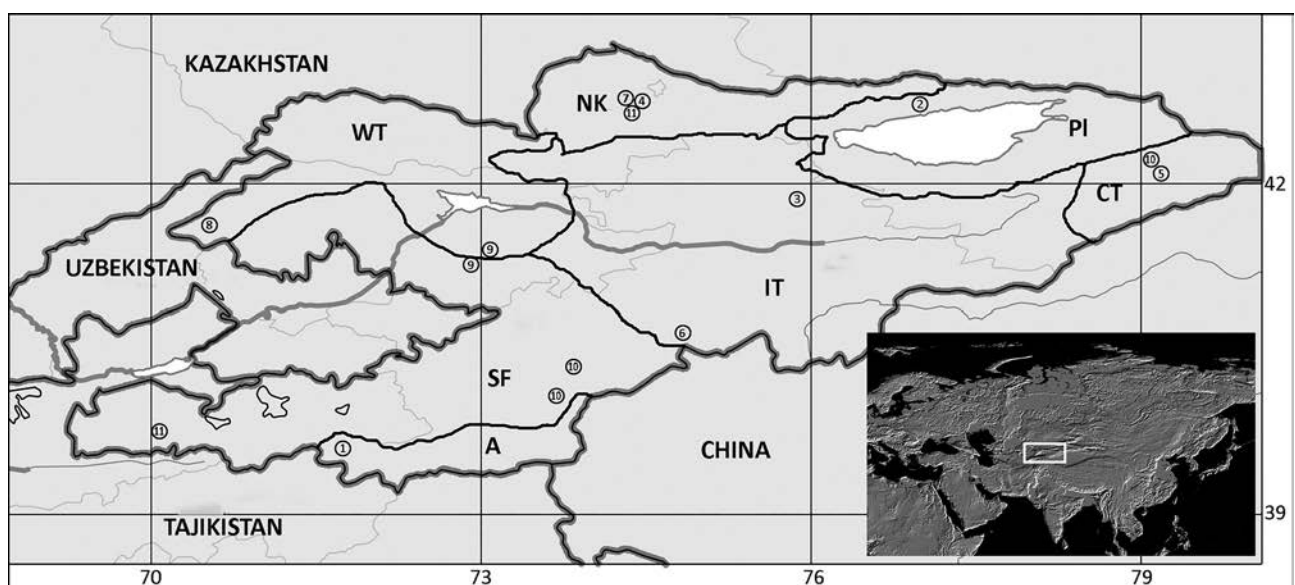 KAZAKHSTAN
NK
7 4
11
2
WT
PI
10
5
42
CT
3
8
9
9
UZBEKISTAN
IT
6
10
SF
10
11
1
A
CHINA
39
TAJIKISTAN
70 73 76 79